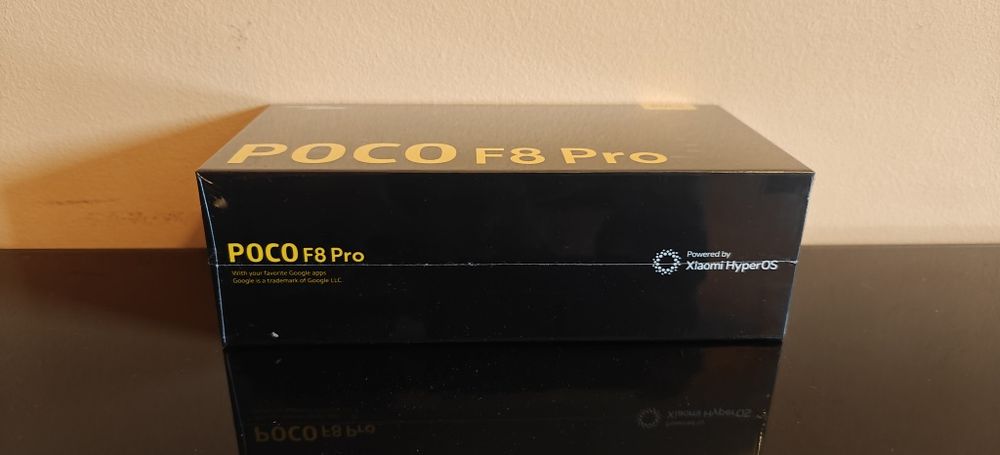 POCO F8 Pro
POCO F8 Pro
With your favorite Google apps
Google is a trademark of Google LLC.
Powered by
Xiaomi HyperOS